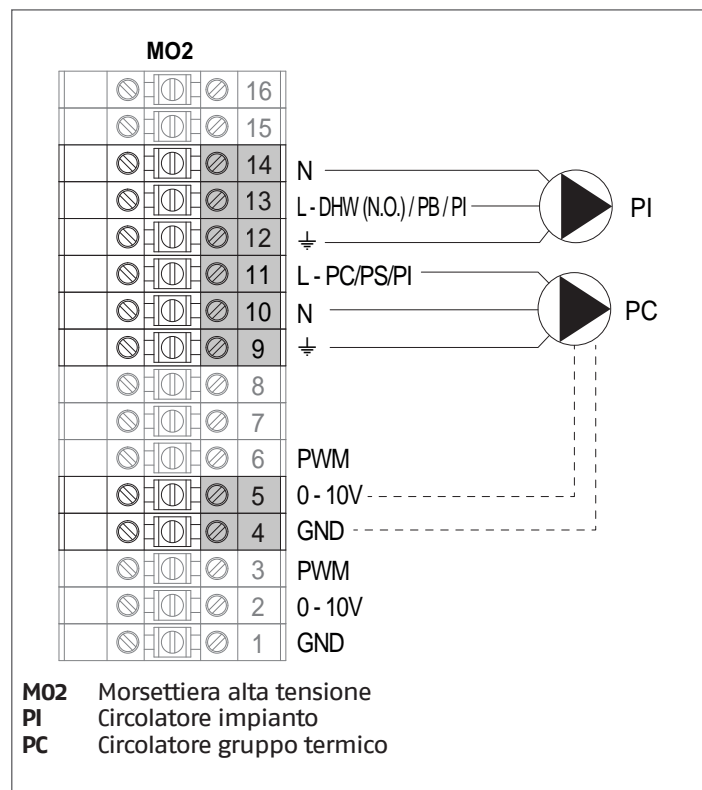 MO2
16
15
14 N
13 L - DHW (N.O.) / PB / PI PI
12
11 L - PC/PS/PI
10 N PC
9
8
7
6 PWM
5 0 - 10V
4 GND
3 PWM
2 0 - 10V
1 GND
M02 Morsettiera alta tensione
PI Circolatore impianto
PC Circolatore gruppo termico